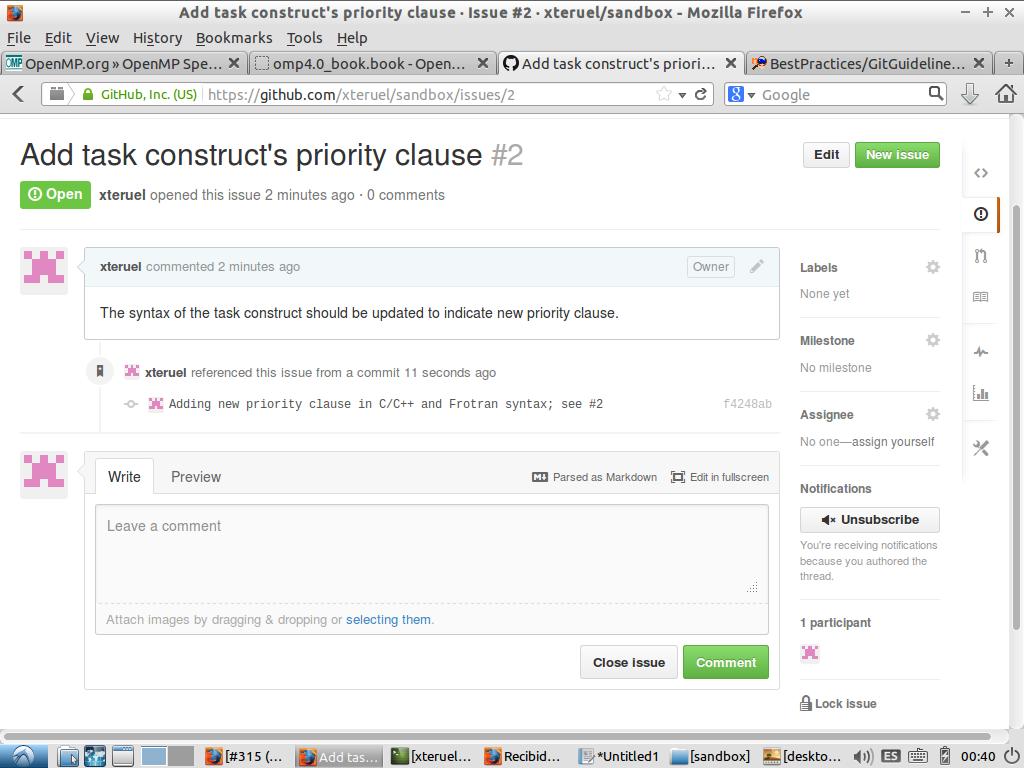 Add task construct's priority clause · Issue #2 · xteruel/sandbox - Mozilla Firefox
File Edit View History Bookmarks Tools Help
OMP OpenMP.org » OpenMP Spe... omp4.0_book.book - Open... Add task construct's priori... BestPractices/GitGuideline...
GitHub, Inc. (US) https://github.com/xteruel/sandbox/issues/2 Google
Add task construct's priority clause #2
Edit New issue
Open xteruel opened this issue 2 minutes ago · 0 comments
xteruel commented 2 minutes ago Owner
The syntax of the task construct should be updated to indicate new priority clause.
xteruel referenced this issue from a commit 11 seconds ago
Adding new priority clause in C/C++ and Frotran syntax; see #2 f4248ab
Write Preview Parsed as Markdown Edit in fullscreen
Leave a comment
Attach images by dragging & dropping or selecting them.
Close issue Comment
Labels
None yet
Milestone
No milestone
Assignee
No one—assign yourself
Notifications
Unsubscribe
You're receiving notifications
because you authored the
thread.
1 participant
Lock issue
[#315 (... Add tas... [xteruel... Recibid... *Untitled1 [sandbox] [deskto... ES 00:40